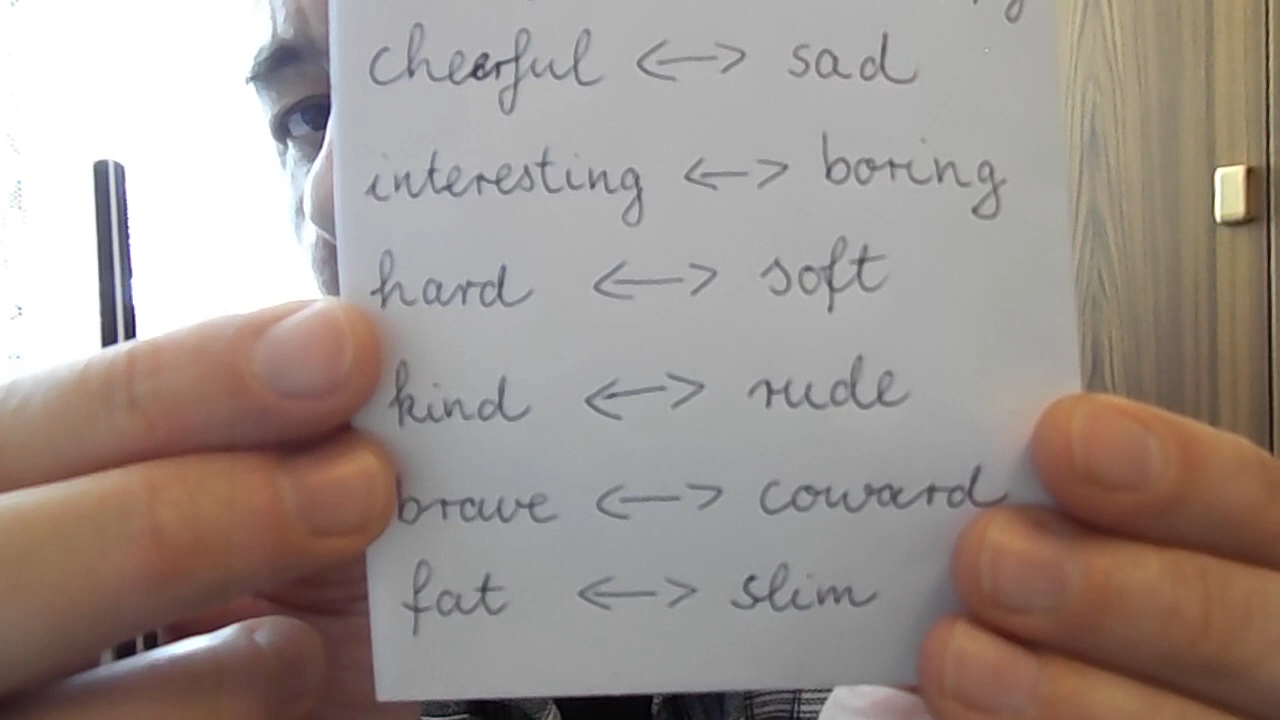 cheerful <-> sad
interesting <-> boring
hard <-> soft
kind <-> rude
brave <-> coward
fat <-> slim